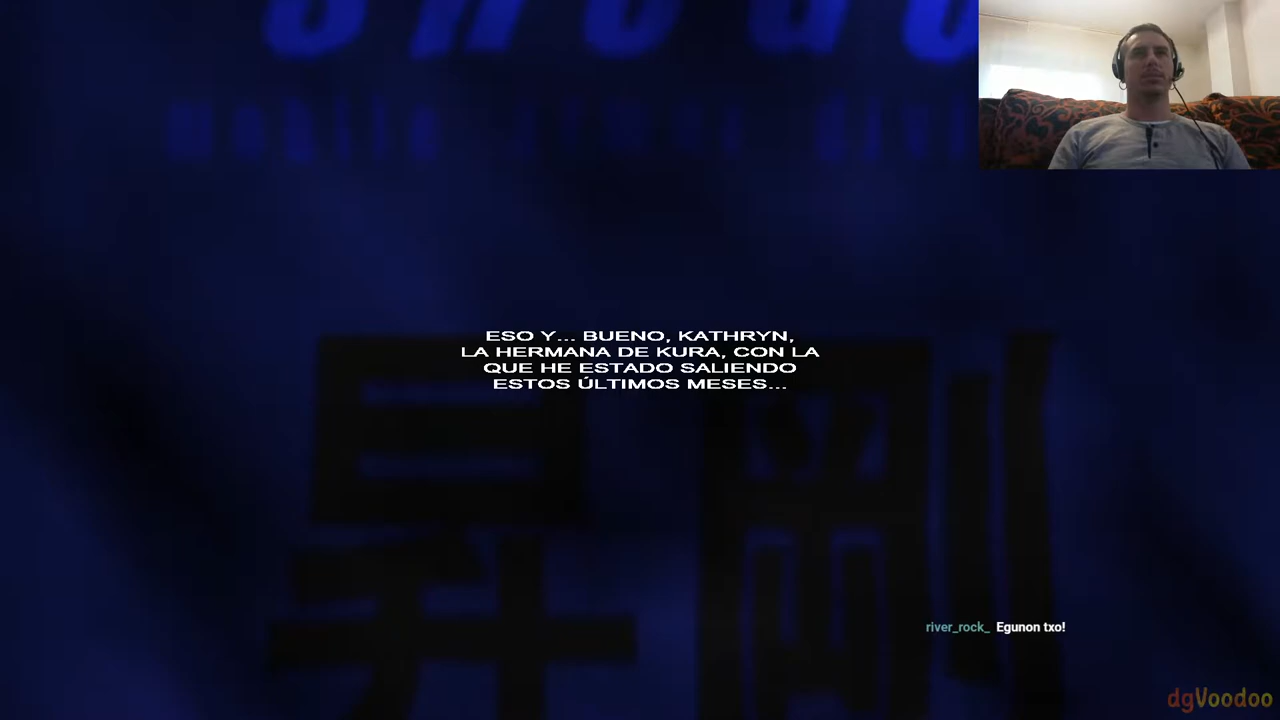 SHOGO
ESO Y... BUENO, KATHRYN,
LA HERMANA DE KURA, CON LA
QUE HE ESTADO SALIENDO
ESTOS ÚLTIMOS MESES...
river_rock_ Egunon txo!
dgVoodoo